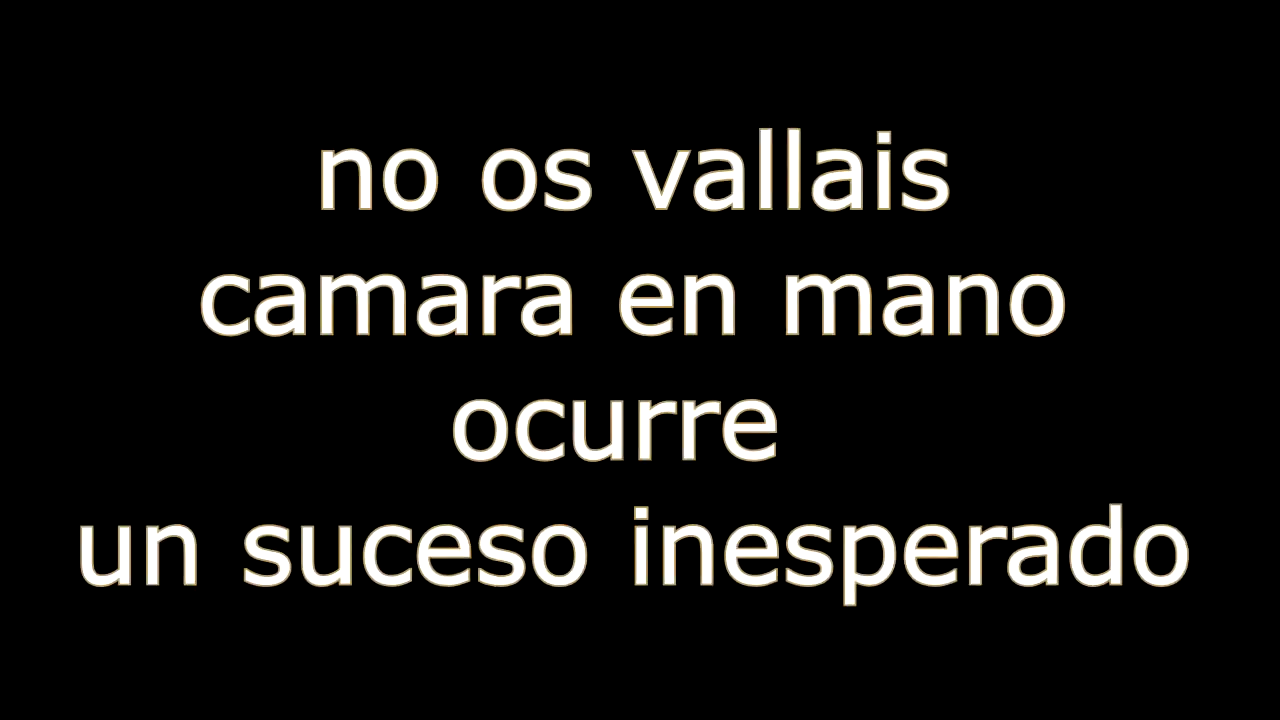 no os vallais
camara en mano
ocurre
un suceso inesperado